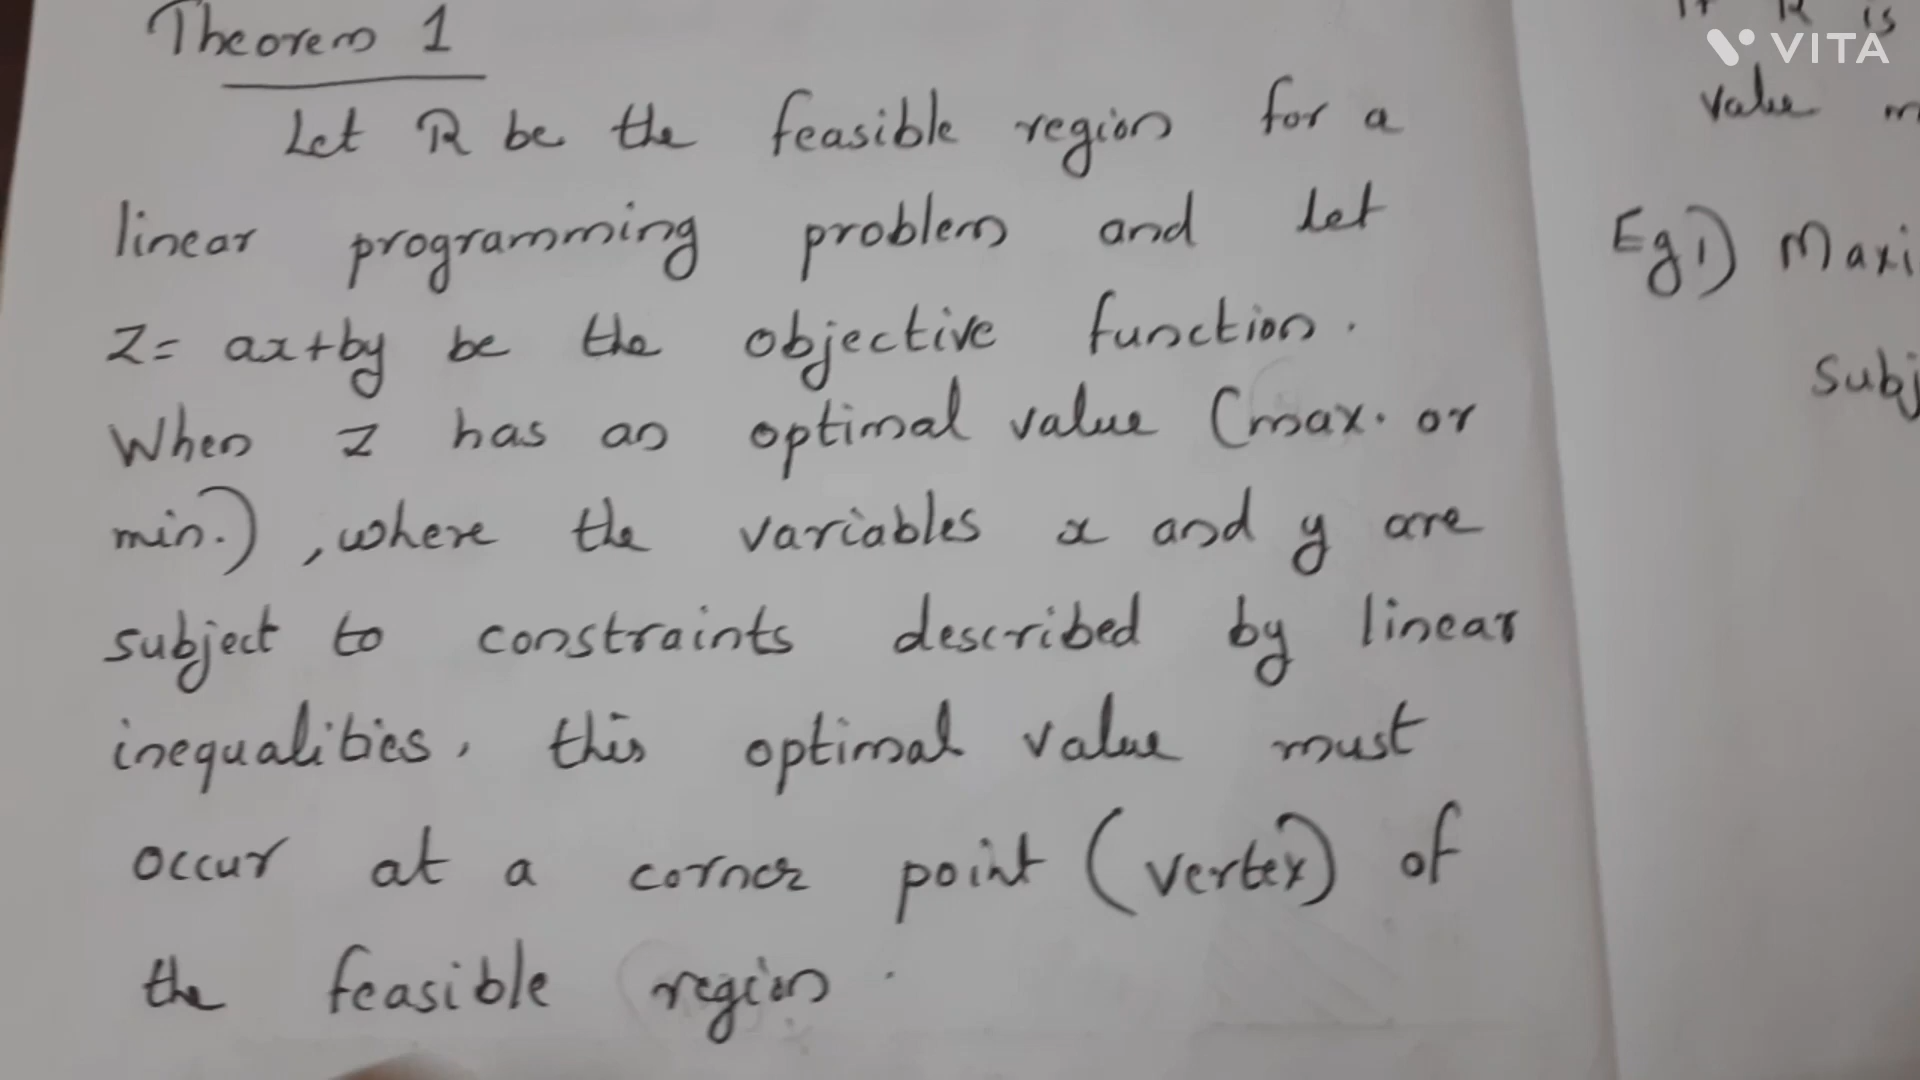 Theorem 1
Let R be the feasible region for a
linear programming problem and let
Z= ax+by be the objective function.
When Z has an optimal value (max. or
min.), where the variables x and y are
subject to constraints described by linear
inequalities, this optimal value must
occur at a corner point (vertex) of
the feasible region.
If R is
VITA
value m
Eg 1) Maxi
Subj